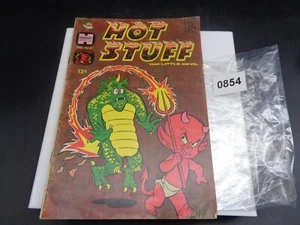 HOT
STUFF
THE LITTLE DEVIL
12¢
0854